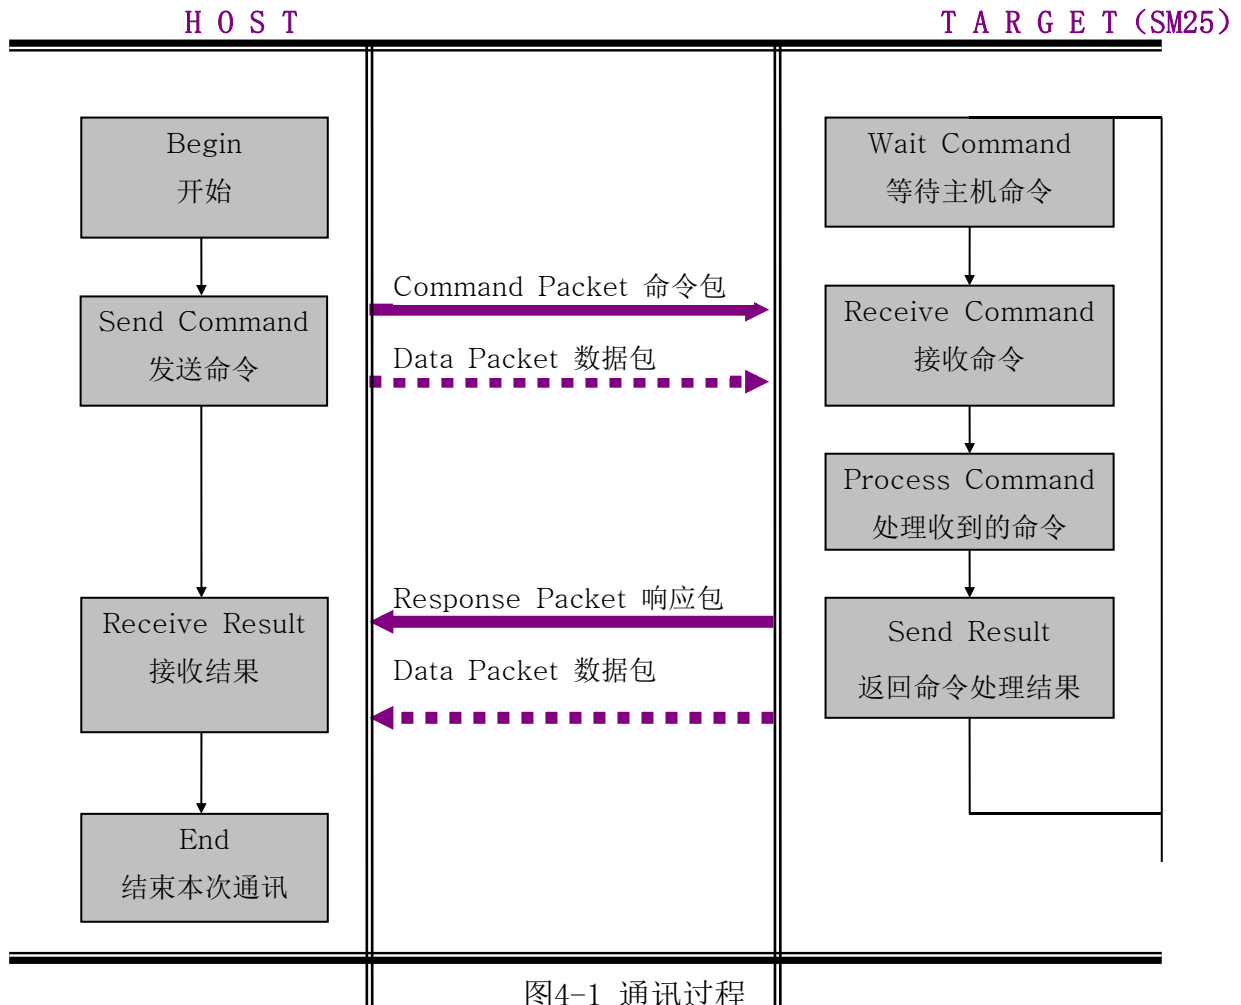 H O S T
T A R G E T(SM25)
Begin
开始
Send Command
发送命令
Receive Result
接收结果
End
结束本次通讯
Command Packet 命令包
Data Packet 数据包
Response Packet 响应包
Data Packet 数据包
Wait Command
等待主机命令
Receive Command
接收命令
Process Command
处理收到的命令
Send Result
返回命令处理结果
图4-1 通讯过程